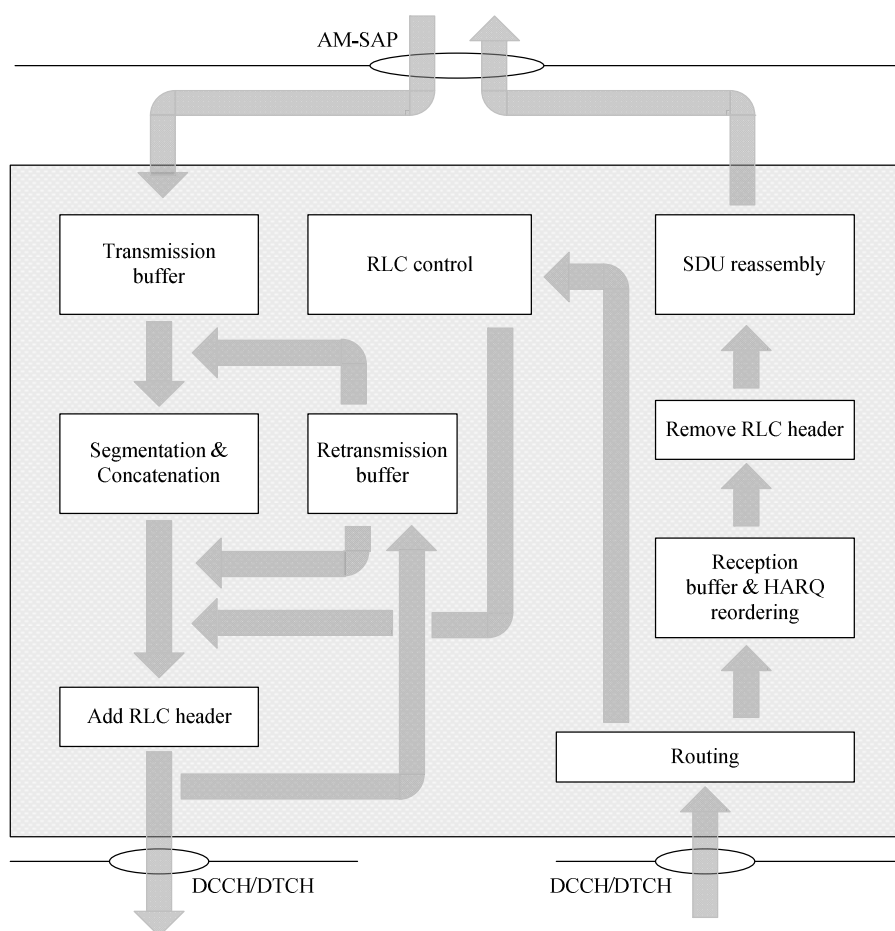 AM-SAP
Transmission
buffer
RLC control
SDU reassembly
Segmentation &
Concatenation
Retransmission
buffer
Remove RLC header
Reception
buffer & HARQ
reordering
Add RLC header
Routing
DCCH/DTCH
DCCH/DTCH